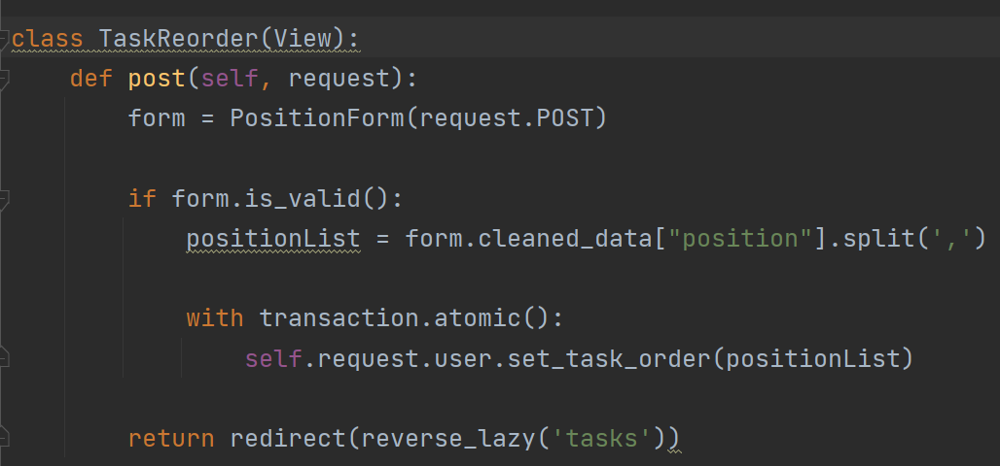 class TaskReorder(View):
    def post(self, request):
        form = PositionForm(request.POST)

        if form.is_valid():
            positionList = form.cleaned_data["position"].split(',')

            with transaction.atomic():
                self.request.user.set_task_order(positionList)

        return redirect(reverse_lazy('tasks'))